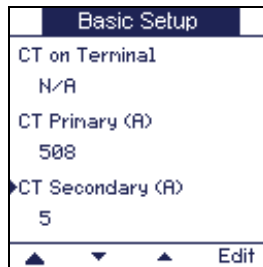 Basic Setup
CT on Terminal
N/A
CT Primary (A)
508
CT Secondary (A)
5
Edit